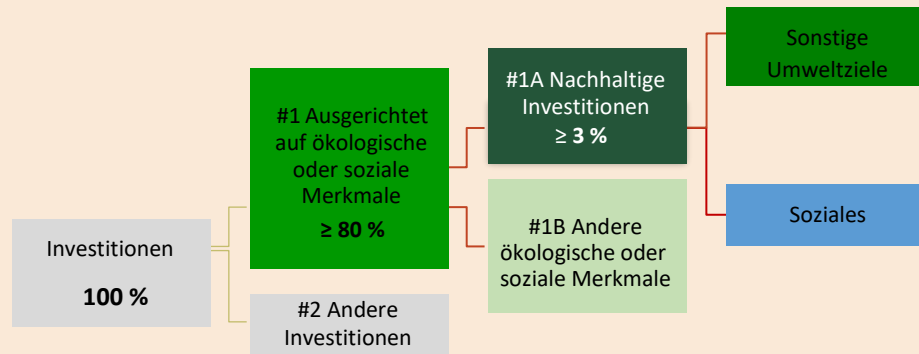 Investitionen
100 %
#1 Ausgerichtet
auf ökologische
oder soziale
Merkmale
≥ 80 %
#2 Andere
Investitionen
#1A Nachhaltige
Investitionen
≥ 3 %
#1B Andere
ökologische oder
soziale Merkmale
Sonstige
Umweltziele
Soziales